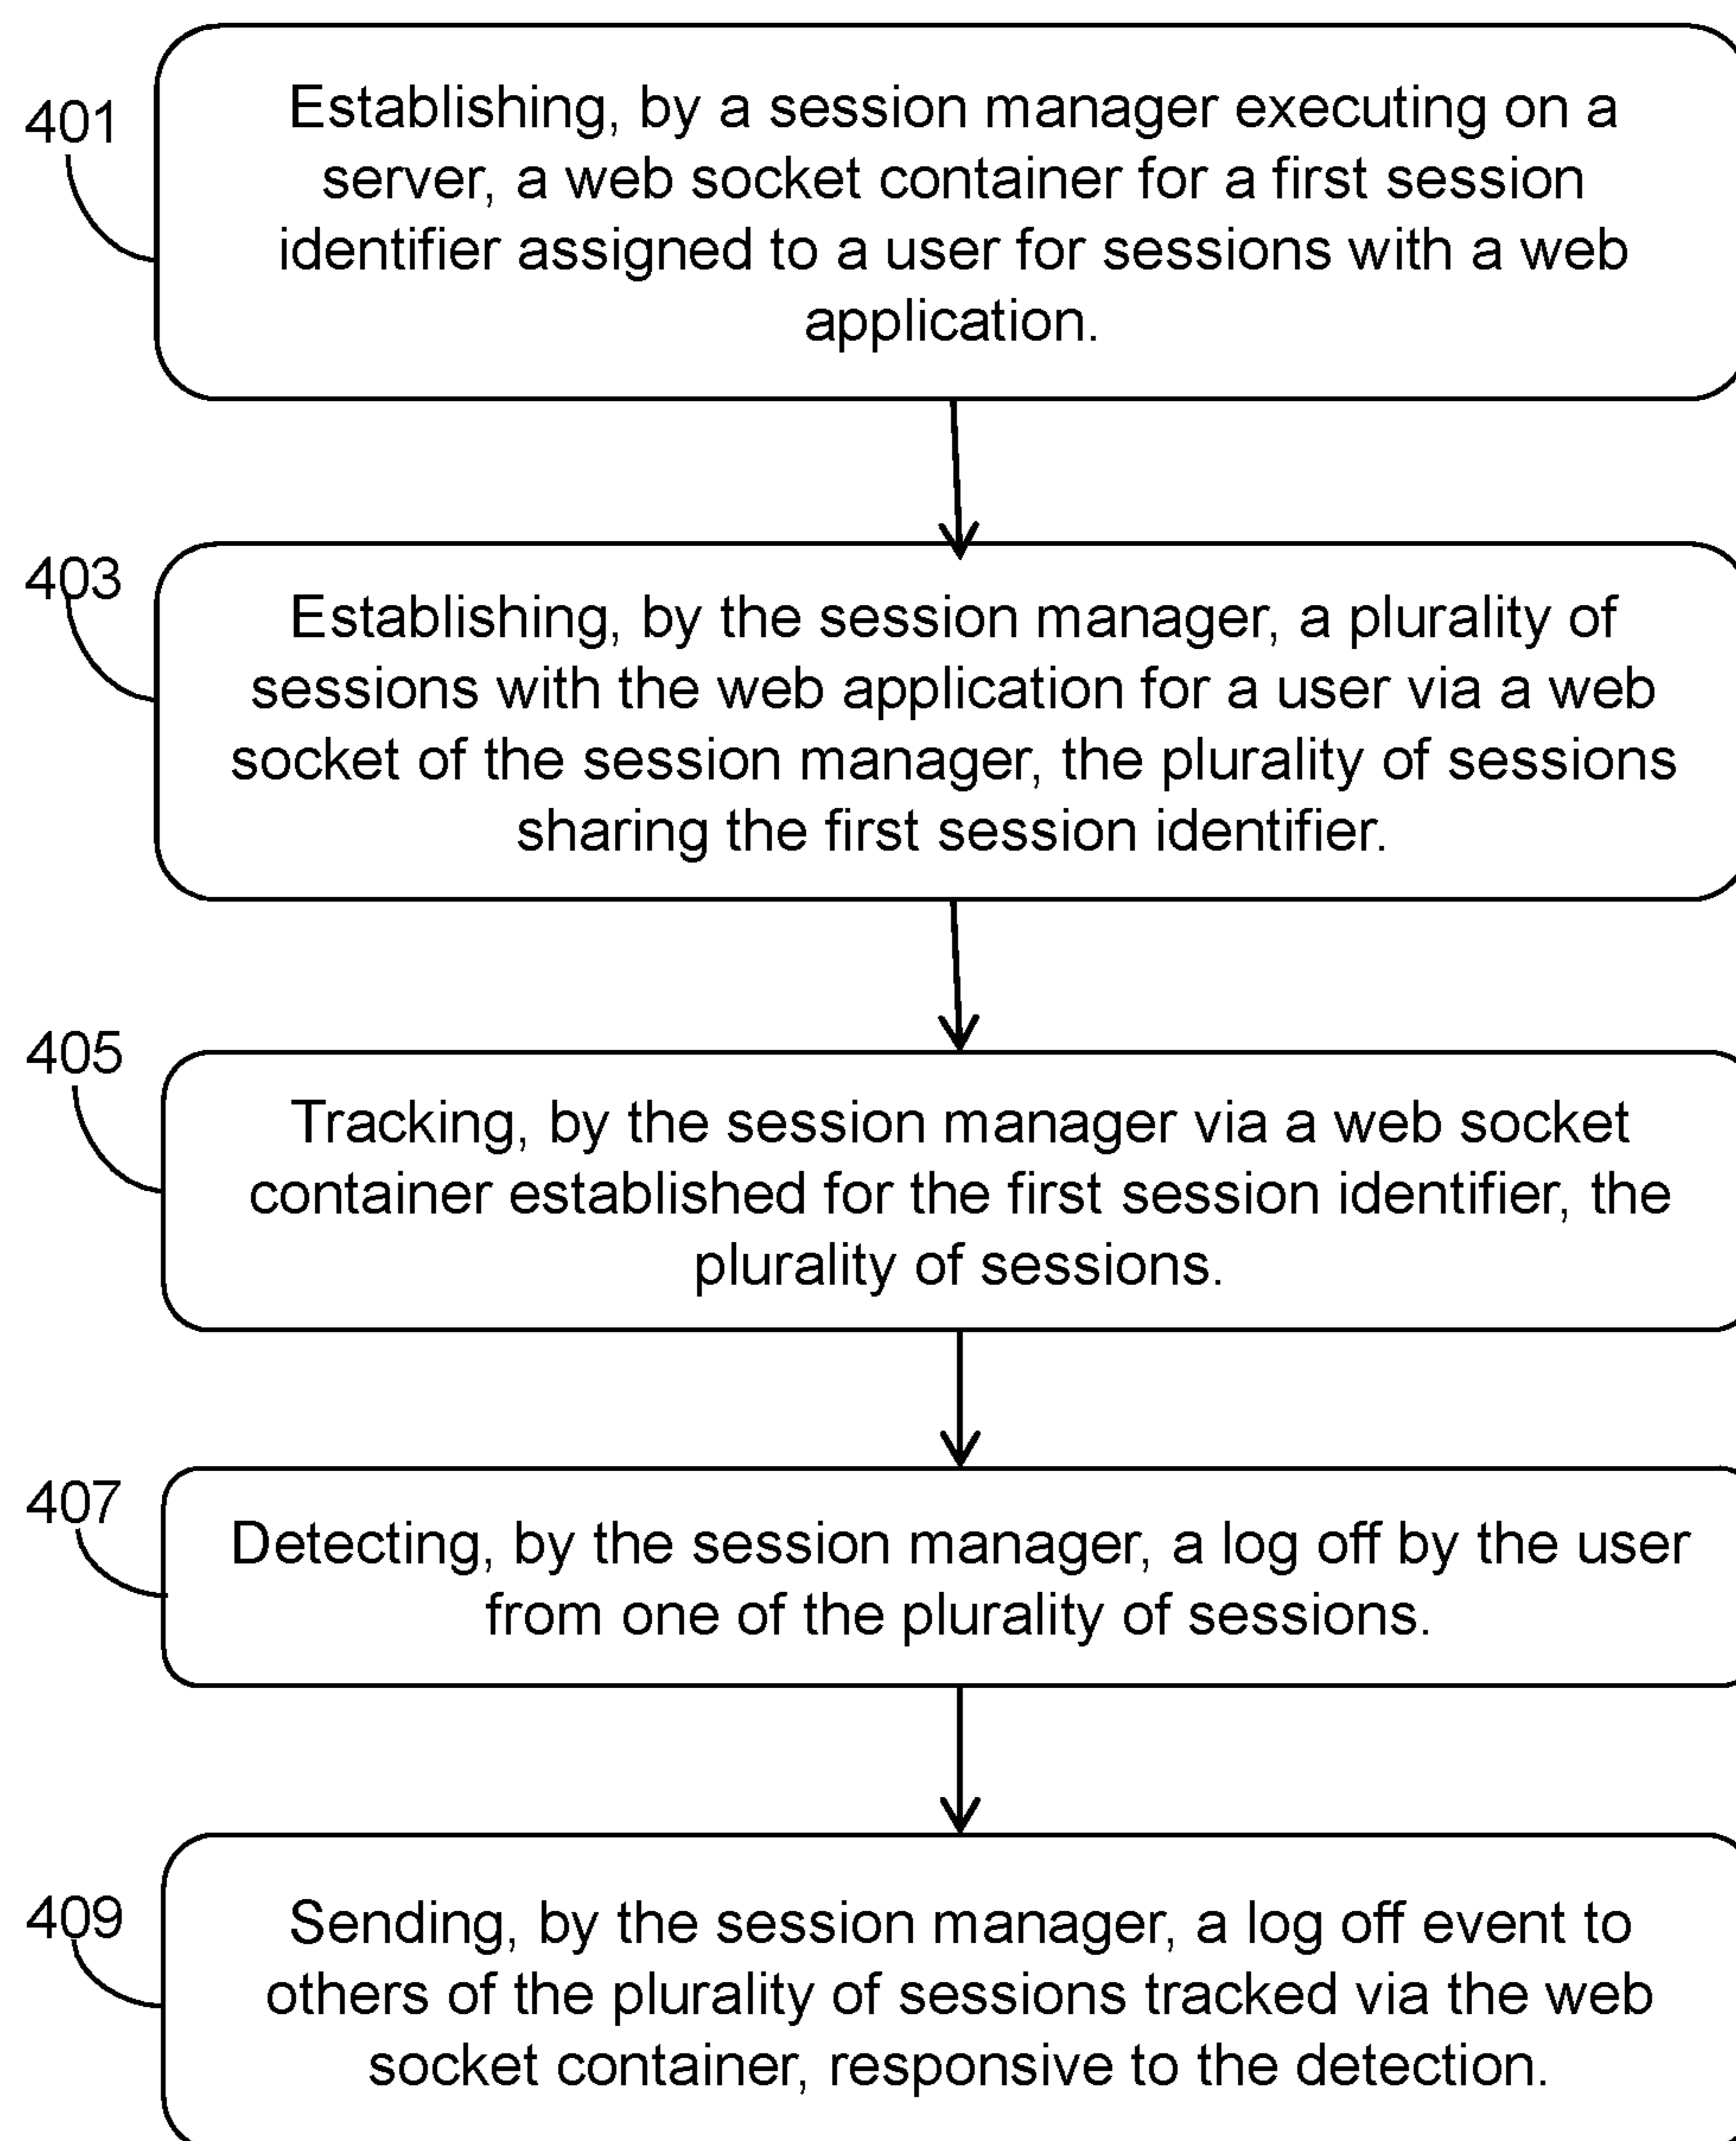 401
Establishing, by a session manager executing on a
server, a web socket container for a first session
identifier assigned to a user for sessions with a web
application.
403
Establishing, by the session manager, a plurality of
sessions with the web application for a user via a web
socket of the session manager, the plurality of sessions
sharing the first session identifier.
405
Tracking, by the session manager via a web socket
container established for the first session identifier, the
plurality of sessions.
407
Detecting, by the session manager, a log off by the user
from one of the plurality of sessions.
409
Sending, by the session manager, a log off event to
others of the plurality of sessions tracked via the web
socket container, responsive to the detection.